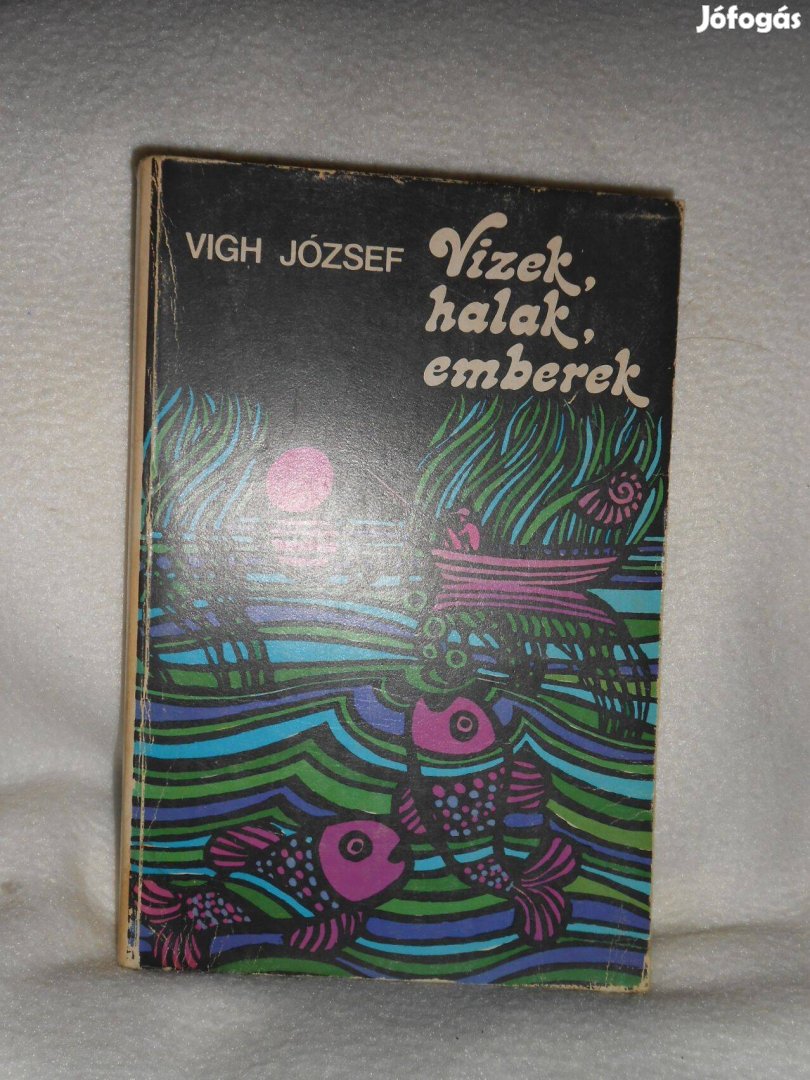 Jófogás
VIGH JÓZSEF
Vizek,
halak,
emberek